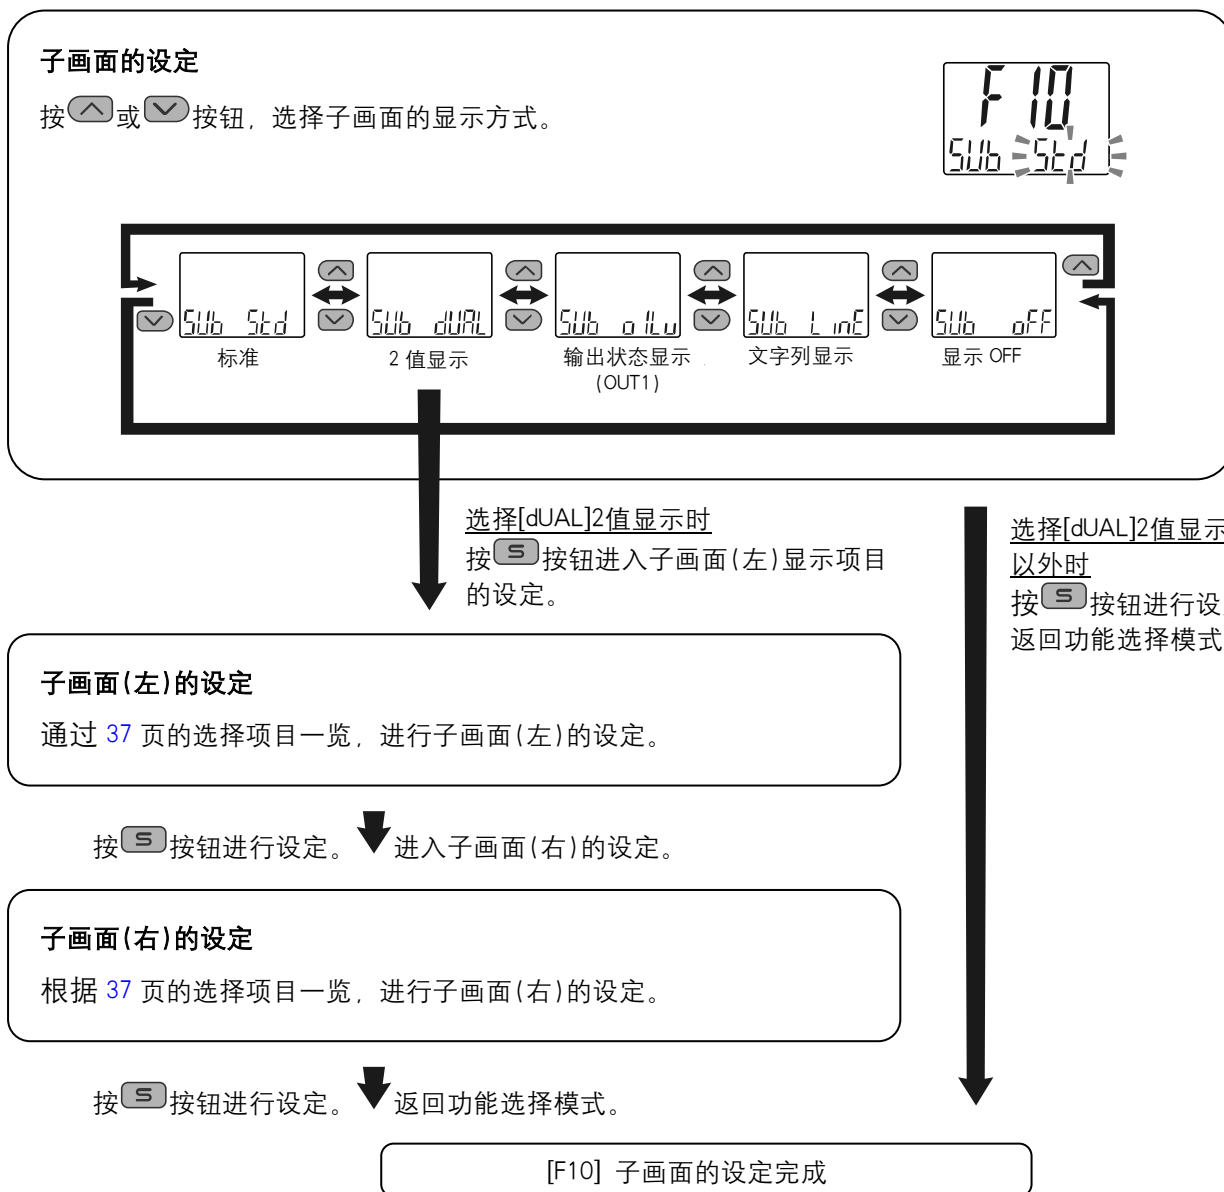 子画面的设定
按或按钮，选择子画面的显示方式。
F10
SUb Std
SUb Std
SUb dUAL
SUb o1Lu
SUb LinE
SUb oFF
标准
2 值显示
输出状态显示
(OUT1)
文字列显示
显示 OFF
选择[dUAL]2值显示时
按 S 按钮进入子画面(左)显示项目
的设定。
选择[dUAL]2值显示
以外时
按 S 按钮进行设
返回功能选择模式
子画面(左)的设定
通过 37 页的选择项目一览，进行子画面(左)的设定。
按 S 按钮进行设定。 进入子画面(右)的设定。
子画面(右)的设定
根据 37 页的选择项目一览，进行子画面(右)的设定。
按 S 按钮进行设定。 返回功能选择模式。
[F10] 子画面的设定完成